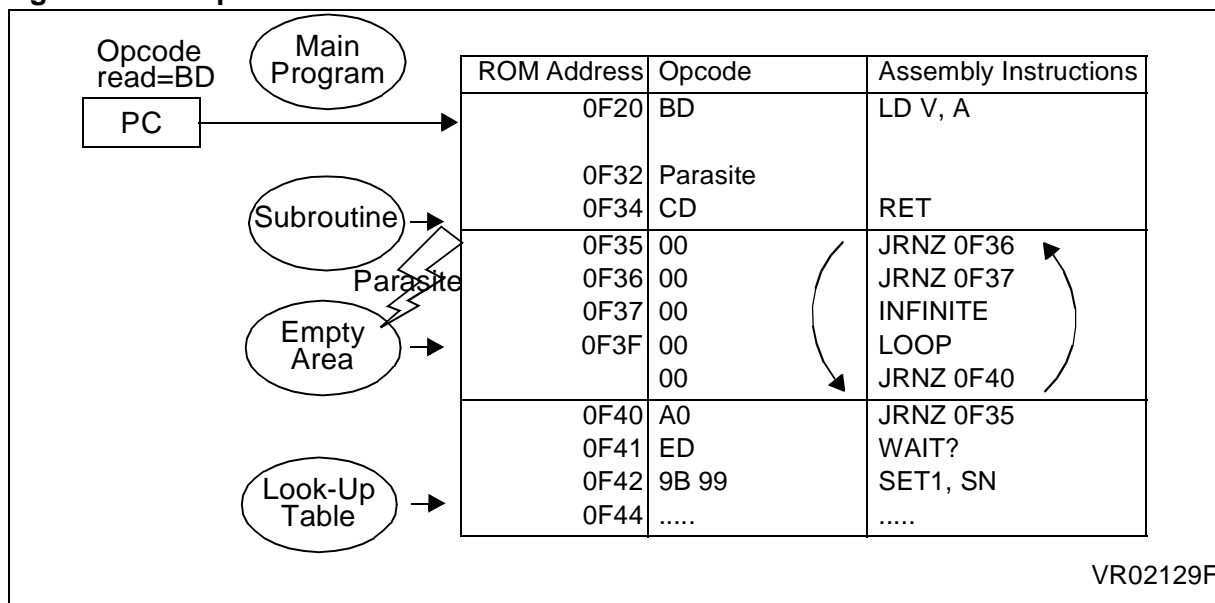 Opcode
read=BD
Main
Program
PC
ROM Address Opcode Assembly Instructions
0F20 BD LD V, A
0F32 Parasite
0F34 CD RET
Subroutine
0F35 00 JRNZ 0F36
0F36 00 JRNZ 0F37
Parasite
0F37 00 INFINITE
0F3F 00 LOOP
Empty
Area
00 JRNZ 0F40
0F40 A0 JRNZ 0F35
0F41 ED WAIT?
0F42 9B 99 SET1, SN
0F44 ..... .....
Look-Up
Table
VR02129F